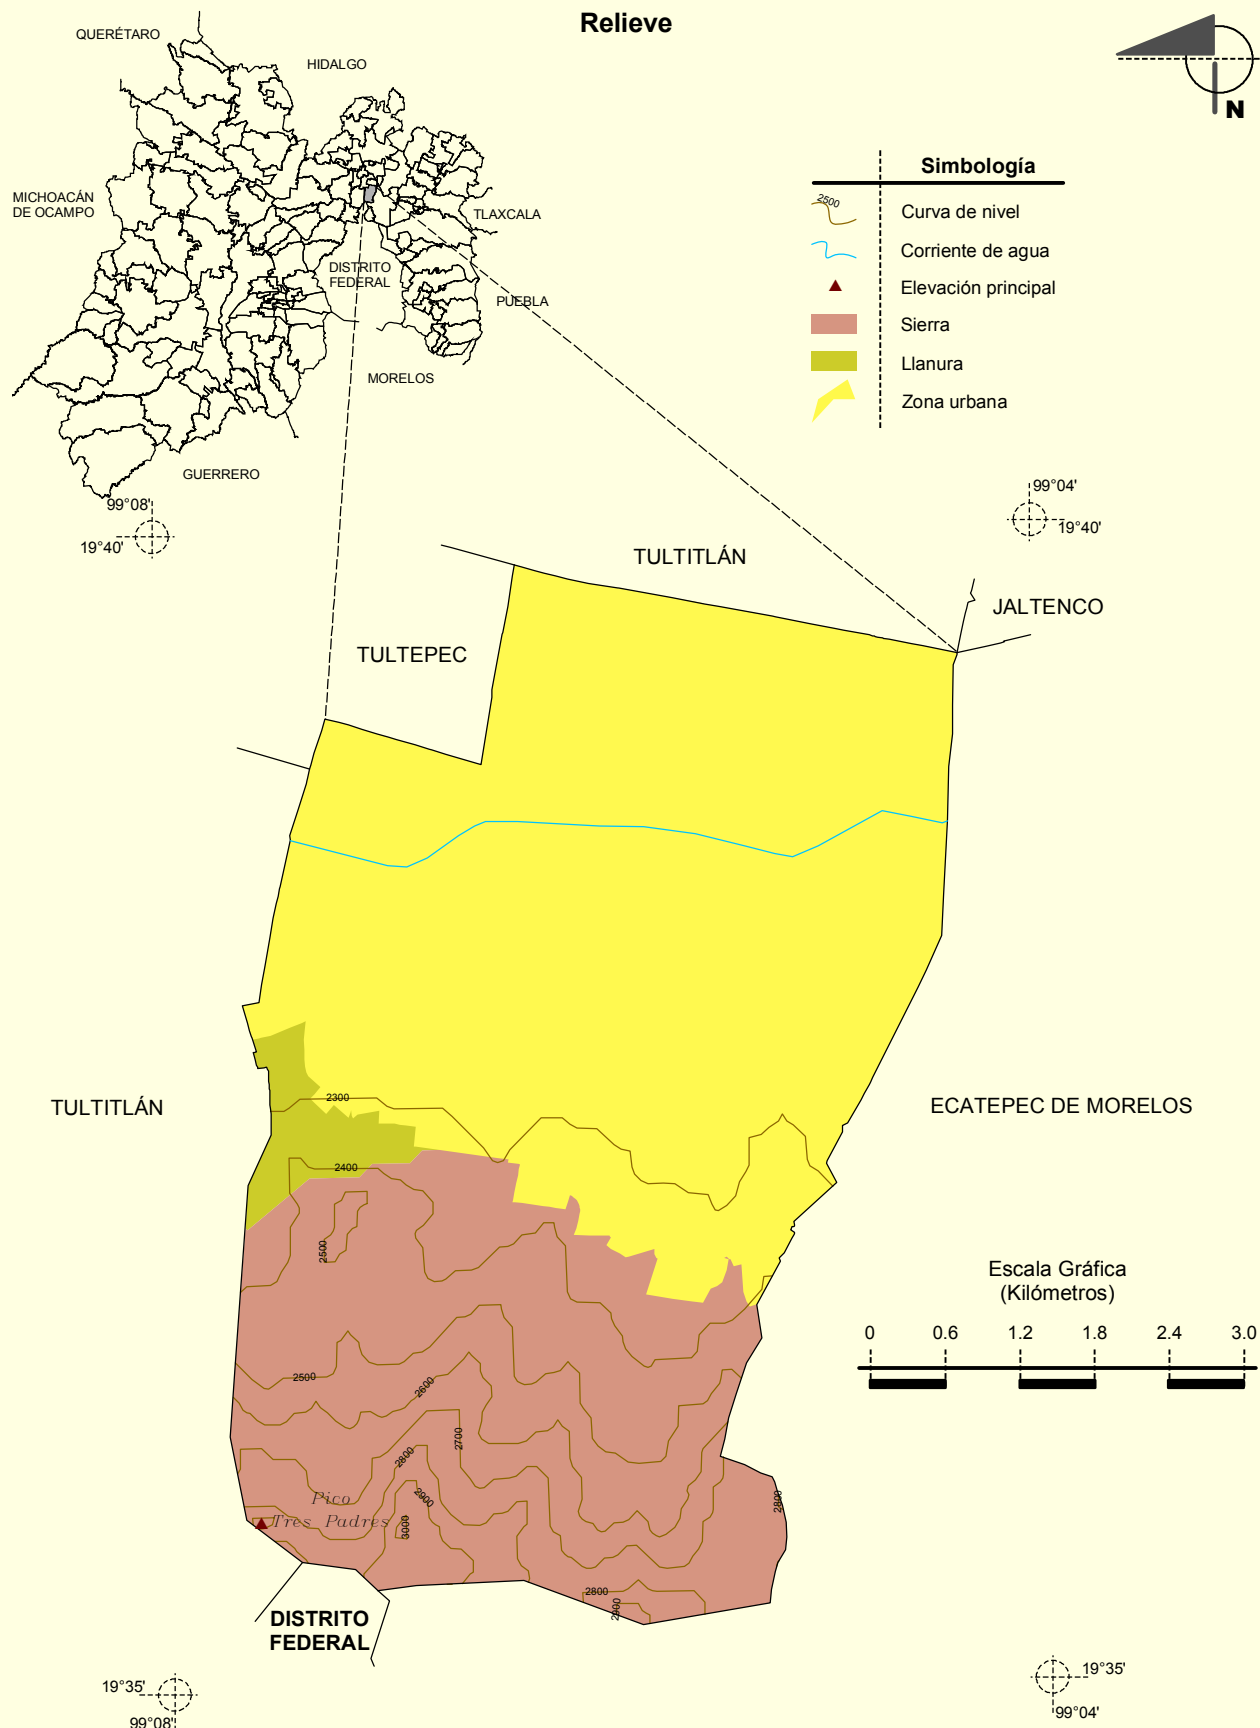 Relieve
QUERÉTARO
HIDALGO
MICHOACÁN
DE OCAMPO
TLAXCALA
DISTRITO
FEDERAL
PUEBLA
MORELOS
GUERRERO
N
Simbología
2500
Curva de nivel
Corriente de agua
Elevación principal
Sierra
Llanura
Zona urbana
99°08'
19°40'
99°04'
19°40'
TULTITLÁN
JALTENCO
TULTEPEC
TULTITLÁN
ECATEPEC DE MORELOS
2300
2400
2500
2500
2600
2700
2800
2900
3000
2800
2800
2900
Pico
Tres Padres
DISTRITO
FEDERAL
Escala Gráfica
(Kilómetros)
0 0.6 1.2 1.8 2.4 3.0
19°35'
99°08'
19°35'
99°04'